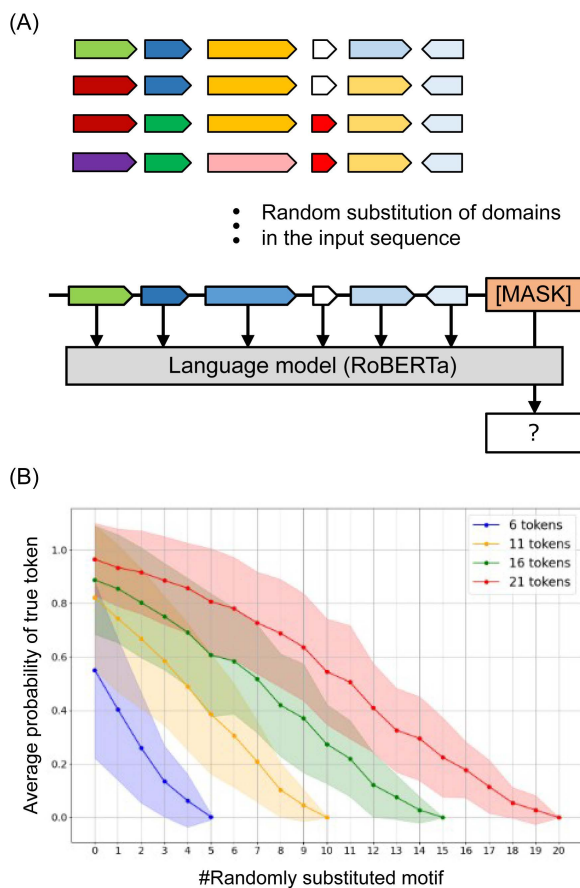 (A)
Random substitution of domains
in the input sequence
[MASK]
Language model (RoBERTa)
?
(B)
6 tokens
11 tokens
16 tokens
21 tokens
Average probability of true token
1.0
0.8
0.6
0.4
0.2
0.0
0 1 2 3 4 5 6 7 8 9 10 11 12 13 14 15 16 17 18 19 20
#Randomly substituted motif